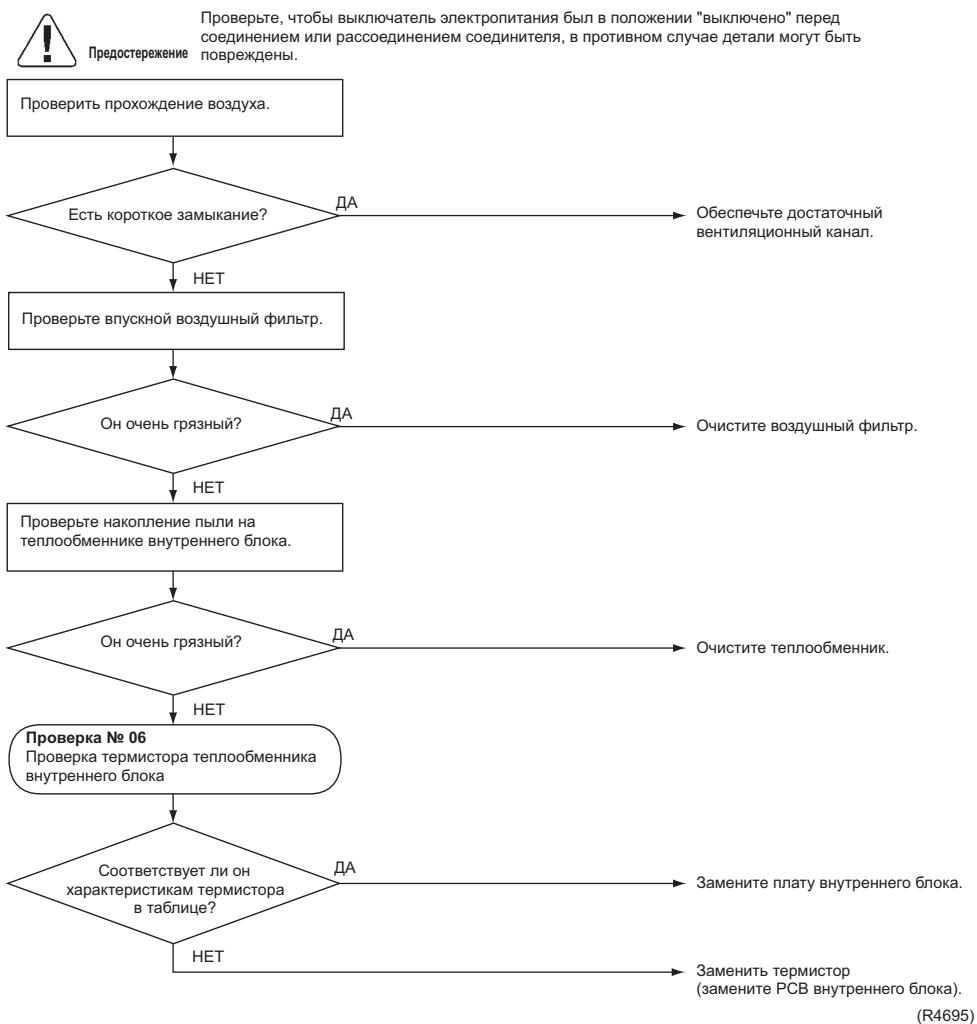 Проверьте, чтобы выключатель электропитания был в положении "выключено" перед
соединением или рассоединением соединителя, в противном случае детали могут быть
Предостережение повреждены.
Проверить прохождение воздуха.
Есть короткое замыкание?
ДА
Обеспечьте достаточный
вентиляционный канал.
НЕТ
Проверьте впускной воздушный фильтр.
Он очень грязный?
ДА
Очистите воздушный фильтр.
НЕТ
Проверьте накопление пыли на
теплообменнике внутреннего блока.
Он очень грязный?
ДА
Очистите теплообменник.
НЕТ
Проверка № 06
Проверка термистора теплообменника
внутреннего блока
Соответствует ли он
характеристикам термистора
в таблице?
ДА
Замените плату внутреннего блока.
НЕТ
Заменить термистор
(замените PCB внутреннего блока).
(R4695)